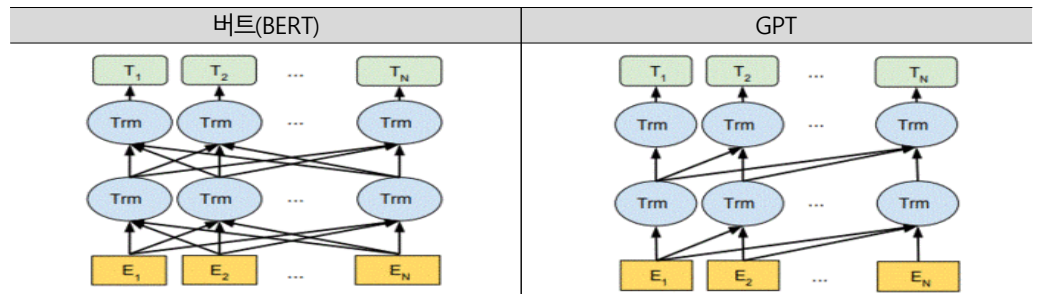 버트(BERT) GPT
T1 T2 ... TN T1 T2 ... TN
Trm Trm ... Trm Trm Trm ... Trm
Trm Trm ... Trm Trm Trm ... Trm
E1 E2 ... EN E1 E2 ... EN